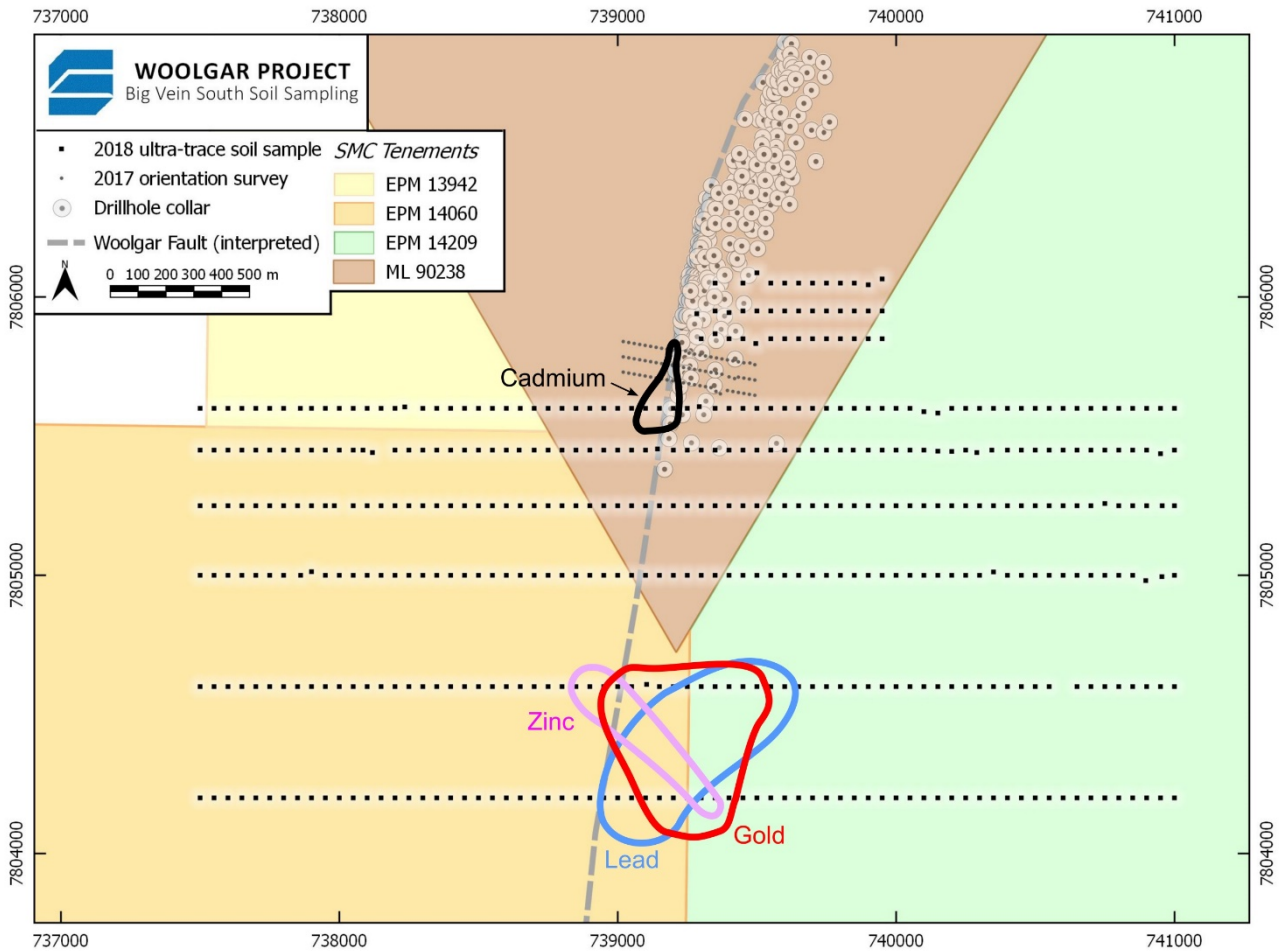 737000 738000 739000 740000 741000
WOOLGAR PROJECT
Big Vein South Soil Sampling
2018 ultra-trace soil sample
2017 orientation survey
Drillhole collar
Woolgar Fault (interpreted)
N
0 100 200 300 400 500 m
SMC Tenements
EPM 13942
EPM 14060
EPM 14209
ML 90238
7806000 7806000
Cadmium
7805000 7805000
Zinc
Gold
Lead
7804000 7804000
737000 738000 739000 740000 741000